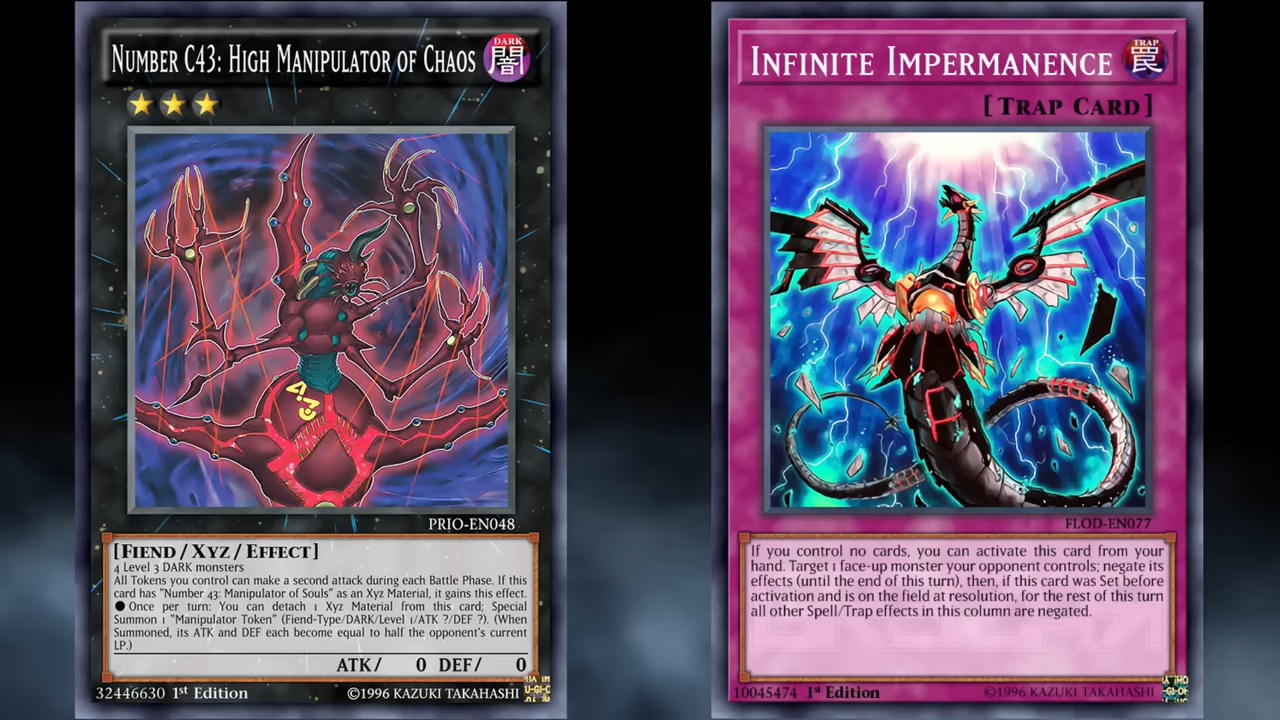 NUMBER C43: HIGH MANIPULATOR OF CHAOS
DARK
闇
PRIO-EN048
[FIEND / XYZ / EFFECT]
4 Level 3 DARK monsters
All Tokens you control can make a second attack during each Battle Phase. If this
card has "Number 43: Manipulator of Souls" as an Xyz Material, it gains this effect.
● Once per turn: You can detach 1 Xyz Material from this card; Special
Summon 1 "Manipulator Token" (Fiend-Type/DARK/Level 1/ATK ?/DEF ?). (When
Summoned, its ATK and DEF each become equal to half the opponent's current
LP.)
ATK/ 0 DEF/ 0
32446630 1st Edition ©1996 KAZUKI TAKAHASHI
INFINITE IMPERMANENCE
TRAP
罠
[TRAP CARD]
FLOD-EN077
If you control no cards, you can activate this card from your
hand. Target 1 face-up monster your opponent controls; negate its
effects (until the end of this turn), then, if this card was Set before
activation and is on the field at resolution, for the rest of this turn
all other Spell/Trap effects in this column are negated.
10045474 1st Edition ©1996 KAZUKI TAKAHASHI